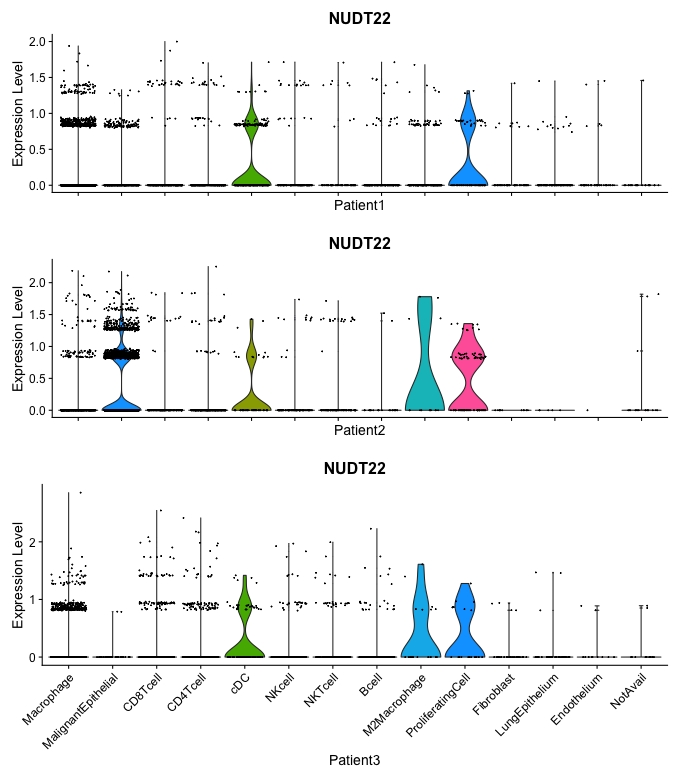 NUDT22
Expression Level
2.0
1.5
1.0
0.5
0.0
Patient1
NUDT22
Expression Level
2.0
1.5
1.0
0.5
0.0
Patient2
NUDT22
Expression Level
2
1
0
Macrophage
MalignantEpithelial
CD8Tcell
CD4Tcell
cDC
NKcell
NKTcell
Bcell
M2Macrophage
ProliferatingCell
Fibroblast
LungEpithelium
Endothelium
NotAvail
Patient3